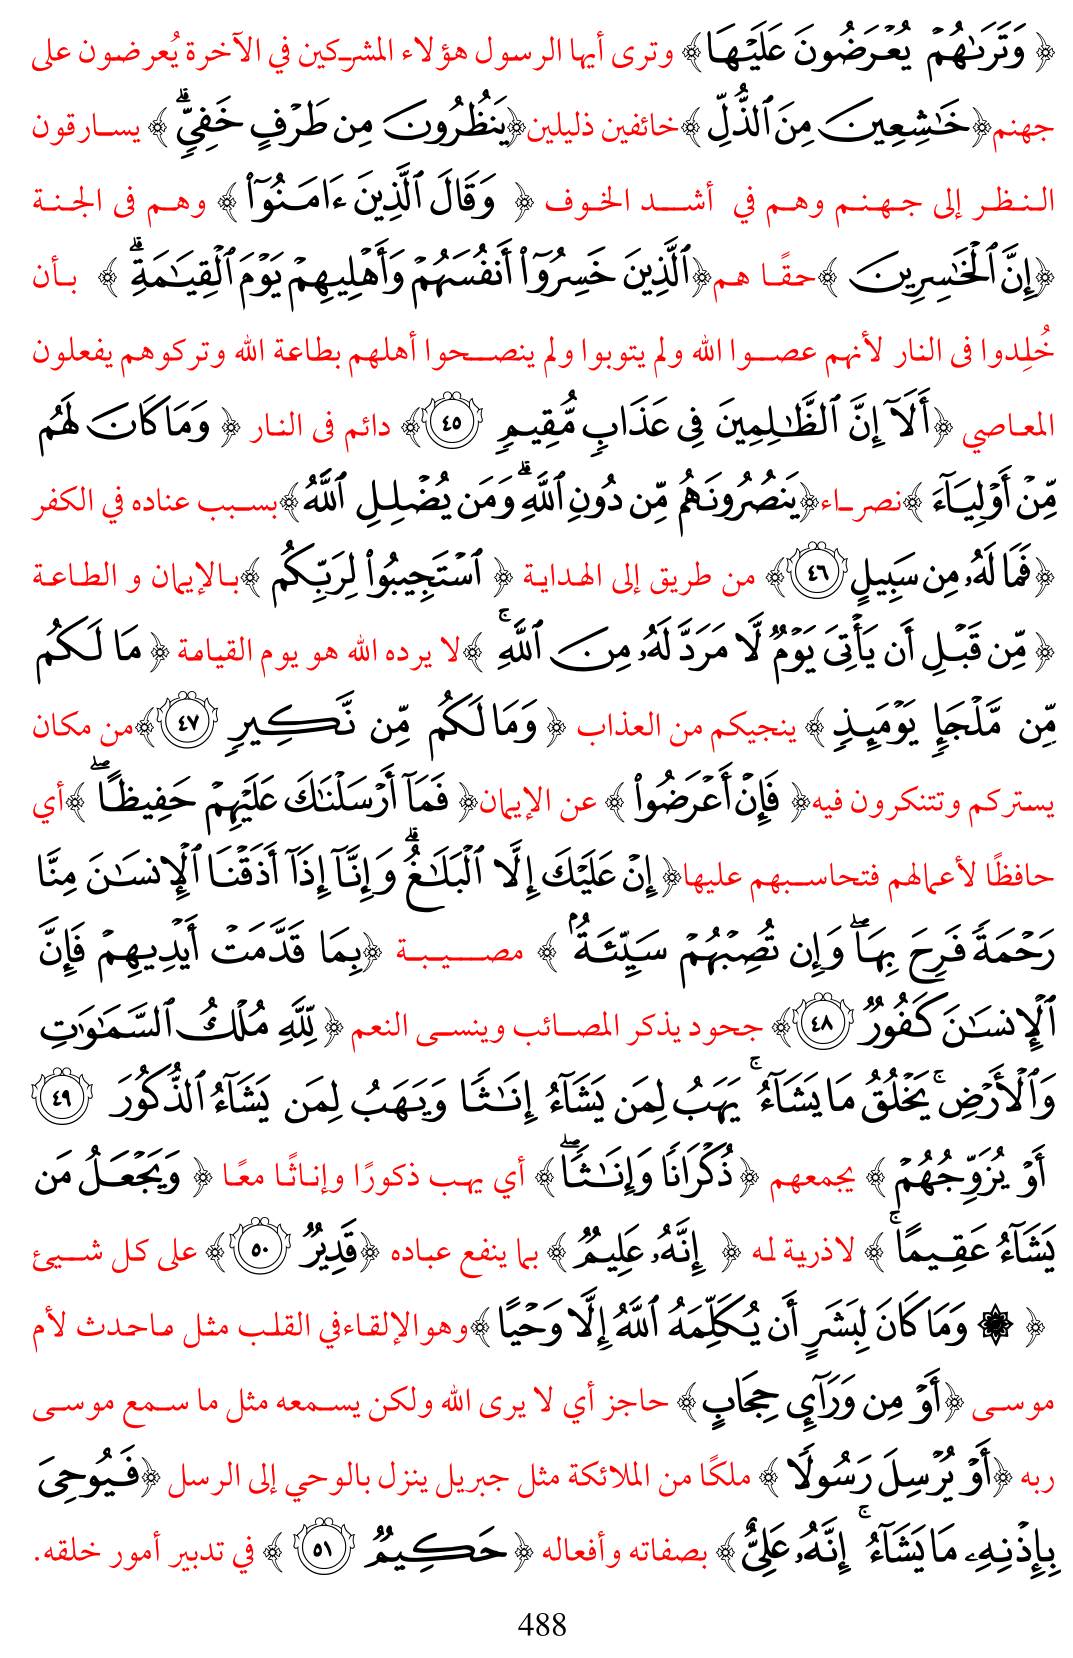 ﴿ وَتَرَىٰهُمْ يُعْرَضُونَ عَلَيْهَا﴾ وترى أيها الرسول هؤلاء المشركين في الآخرة يُعرضون على
جهنم﴿خَٰشِعِينَ مِنَ ٱلذُّلِّ ﴾خائفين ذليلين﴿يَنظُرُونَ مِن طَرْفٍ خَفِيٍّۗ ﴾ يسارقون
النظر إلى جهنم وهم في أشد الخوف ﴿ وَقَالَ ٱلَّذِينَ ءَامَنُوٓا۟ ﴾ وهم فى الجنة
﴿إِنَّ ٱلْخَٰسِرِينَ ﴾حقًا هم﴿ٱلَّذِينَ خَسِرُوٓا۟ أَنفُسَهُمْ وَأَهْلِيهِمْ يَوْمَ ٱلْقِيَٰمَةِۗ ﴾ بأن
خُلِدوا فى النار لأنهم عصوا الله ولم يتوبوا ولم ينصحوا أهلهم بطاعة الله وتركوهم يفعلون
المعاصي ﴿أَلَآ إِنَّ ٱلظَّٰلِمِينَ فِى عَذَابٍ مُّقِيمٍ ٤٥﴾ دائم فى النار ﴿ وَمَا كَانَ لَهُم
مِّنْ أَوْلِيَآءَ ﴾نصراء﴿يَنصُرُونَهُم مِّن دُونِ ٱللَّهِۗ وَمَن يُضْلِلِ ٱللَّهُ﴾بسبب عناده في الكفر
﴿فَمَا لَهُۥ مِن سَبِيلٍ ٤٦﴾ من طريق إلى الهداية ﴿ ٱسْتَجِيبُوا۟ لِرَبِّكُم ﴾بالإيمان و الطاعة
﴿ مِّن قَبْلِ أَن يَأْتِىَ يَوْمٌ لَّا مَرَدَّ لَهُۥ مِنَ ٱللَّهِۚ ﴾لا يرده الله هو يوم القيامة ﴿ مَا لَكُم
مِّن مَّلْجَإٍ يَوْمَئِذٍ ﴾ ينجيكم من العذاب ﴿ وَمَا لَكُم مِّن نَّكِيرٍ ٤٧﴾من مكان
يستركم وتتنكرون فيه﴿ فَإِنْ أَعْرَضُوا۟ ﴾ عن الإيمان﴿ فَمَآ أَرْسَلْنَٰكَ عَلَيْهِمْ حَفِيظًاۖ ﴾أي
حافظًا لأعمالهم فتحاسبهم عليها﴿ إِنْ عَلَيْكَ إِلَّا ٱلْبَلَٰغُۗ وَإِنَّآ إِذَآ أَذَقْنَا ٱلْإِنسَٰنَ مِنَّا
رَحْمَةً فَرِحَ بِهَاۖ وَإِن تُصِبْهُمْ سَيِّئَةٌۢ ﴾ مصيبة ﴿بِمَا قَدَّمَتْ أَيْدِيهِمْ فَإِنَّ
ٱلْإِنسَٰنَ كَفُورٌ ٤٨﴾ جحود يذكر المصائب وينسى النعم ﴿ لِّلَّهِ مُلْكُ ٱلسَّمَٰوَٰتِ
وَٱلْأَرْضِۚ يَخْلُقُ مَا يَشَآءُۚ يَهَبُ لِمَن يَشَآءُ إِنَٰثًا وَيَهَبُ لِمَن يَشَآءُ ٱلذُّكُورَ ٤٩
أَوْ يُزَوِّجُهُمْ ﴾ يجمعهم ﴿ذُكْرَانًا وَإِنَٰثًاۖ﴾ أي يهب ذكورًا وإناثًا معًا ﴿ وَيَجْعَلُ مَن
يَشَآءُ عَقِيمًاۚ ﴾ لاذرية له ﴿ إِنَّهُۥ عَلِيمٌ ﴾ بما ينفع عباده ﴿قَدِيرٌ ٥٠﴾ على كل شيئ
﴿ ۞ وَمَا كَانَ لِبَشَرٍ أَن يُكَلِّمَهُ ٱللَّهُ إِلَّا وَحْيًا ﴾وهوالإلقاءفي القلب مثل ماحدث لأم
موسى ﴿أَوْ مِن وَرَآئِ حِجَابٍ ﴾ حاجز أي لا يرى الله ولكن يسمعه مثل ما سمع موسى
ربه ﴿أَوْ يُرْسِلَ رَسُولًا ﴾ ملكًا من الملائكة مثل جبريل ينزل بالوحي إلى الرسل ﴿فَيُوحِىَ
بِإِذْنِهِۦ مَا يَشَآءُۚ إِنَّهُۥ عَلِىٌّ ﴾ بصفاته وأفعاله ﴿ حَكِيمٌ ٥١ ﴾ في تدبير أمور خلقه.
488